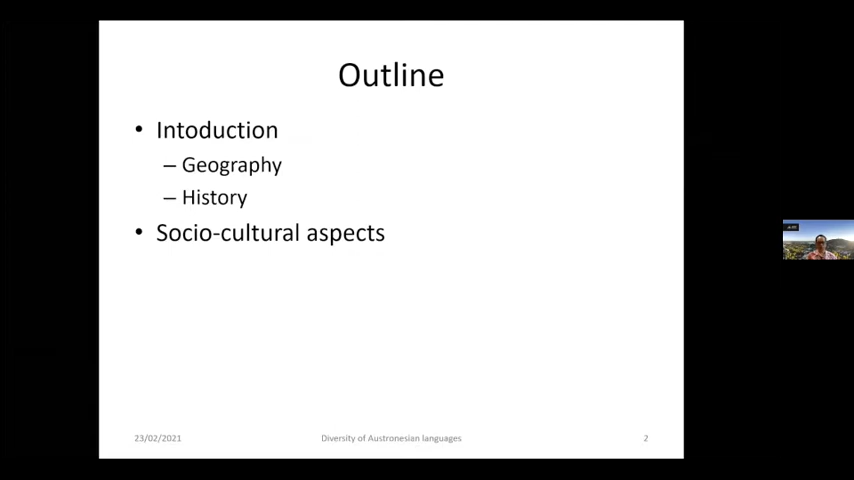 Outline
• Intoduction
– Geography
– History
• Socio-cultural aspects
23/02/2021 Diversity of Austronesian languages 2